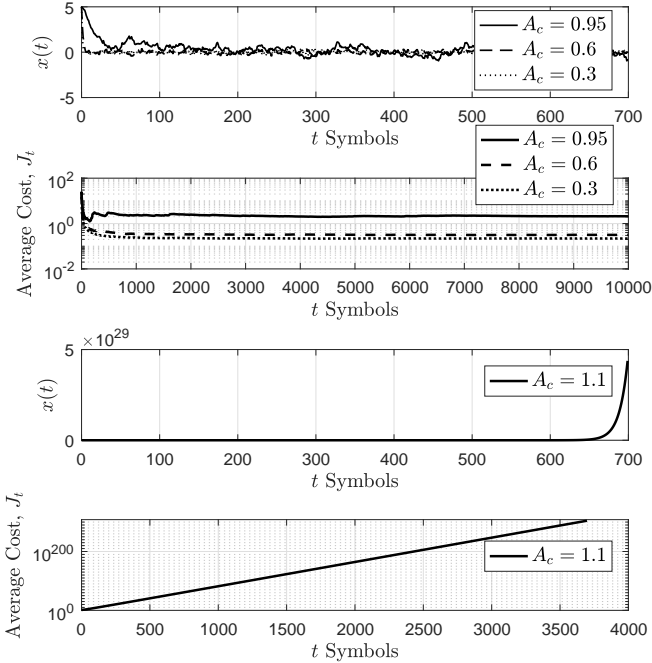 5
0
-5
x(t)
A_c = 0.95
A_c = 0.6
A_c = 0.3
0 100 200 300 400 500 600 700
t Symbols
A_c = 0.95
A_c = 0.6
A_c = 0.3
Average Cost, J_t
10^2
10^0
10^-2
0 1000 2000 3000 4000 5000 6000 7000 8000 9000 10000
t Symbols
×10^29
5
0
x(t)
A_c = 1.1
0 100 200 300 400 500 600 700
t Symbols
Average Cost, J_t
10^200
10^0
A_c = 1.1
0 500 1000 1500 2000 2500 3000 3500 4000
t Symbols